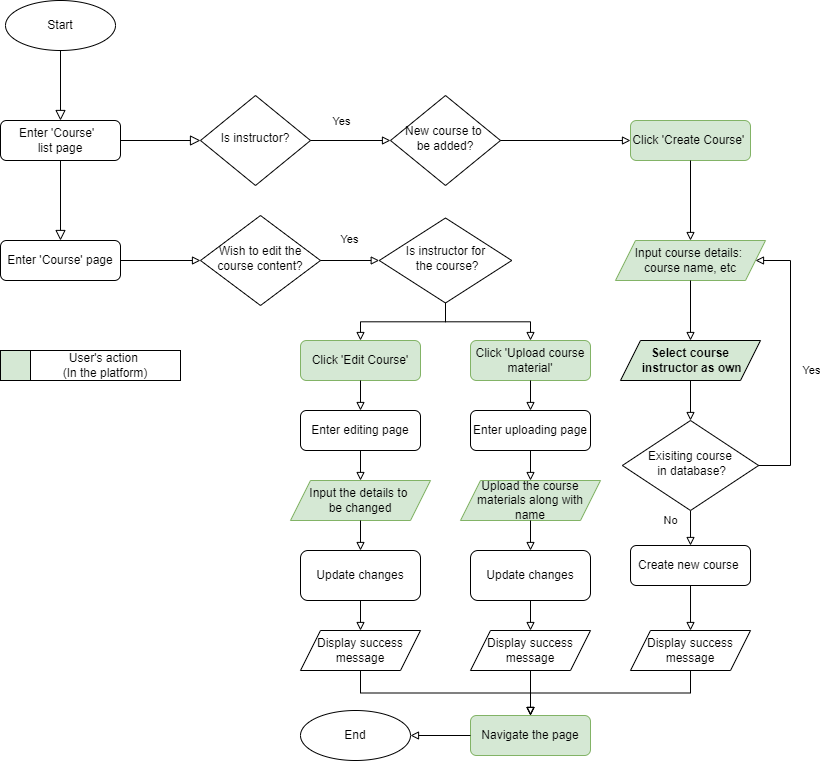 Start
Enter 'Course'
list page
Is instructor?
Yes
New course to
be added?
Click 'Create Course'
Enter 'Course' page
Wish to edit the
course content?
Yes
Is instructor for
the course?
Input course details:
course name, etc
User's action
(In the platform)
Click 'Edit Course'
Click 'Upload course
material'
Select course
instructor as own
Yes
Enter editing page
Enter uploading page
Exisiting course
in database?
Input the details to
be changed
Upload the course
materials along with
name
No
Update changes
Update changes
Create new course
Display success
message
Display success
message
Display success
message
End
Navigate the page